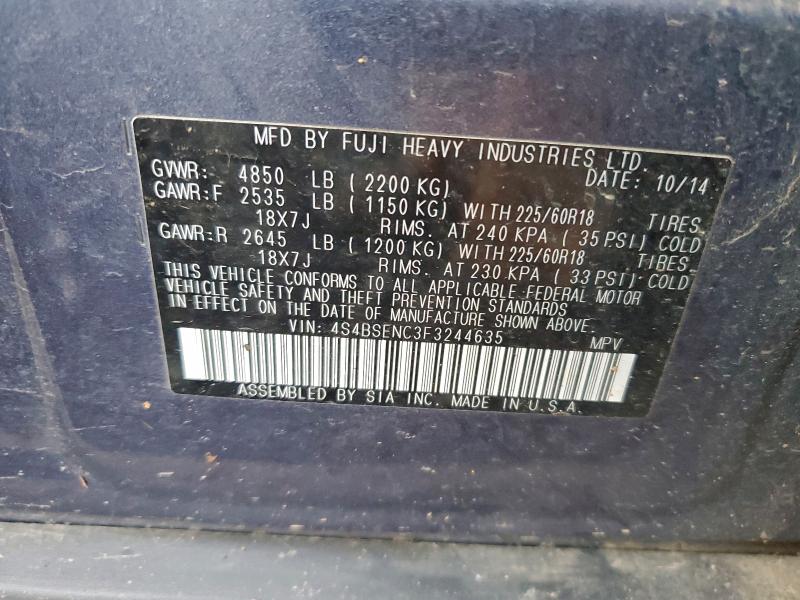 MFD BY FUJI HEAVY INDUSTRIES LTD.
DATE: 10/14
GVWR: 4850 LB ( 2200 KG)
GAWR:F 2535 LB ( 1150 KG) WITH 225/60R18 TIRES
18X7J RIMS. AT 240 KPA ( 35 PSI) COLD
GAWR:R 2645 LB ( 1200 KG) WITH 225/60R18 TIRES
18X7J RIMS. AT 230 KPA ( 33 PSI) COLD
THIS VEHICLE CONFORMS TO ALL APPLICABLE FEDERAL MOTOR
VEHICLE SAFETY AND THEFT PREVENTION STANDARDS
IN EFFECT ON THE DATE OF MANUFACTURE SHOWN ABOVE.
VIN: 4S4BSENC3F3244635 MPV
ASSEMBLED BY SIA INC. MADE IN U.S.A.